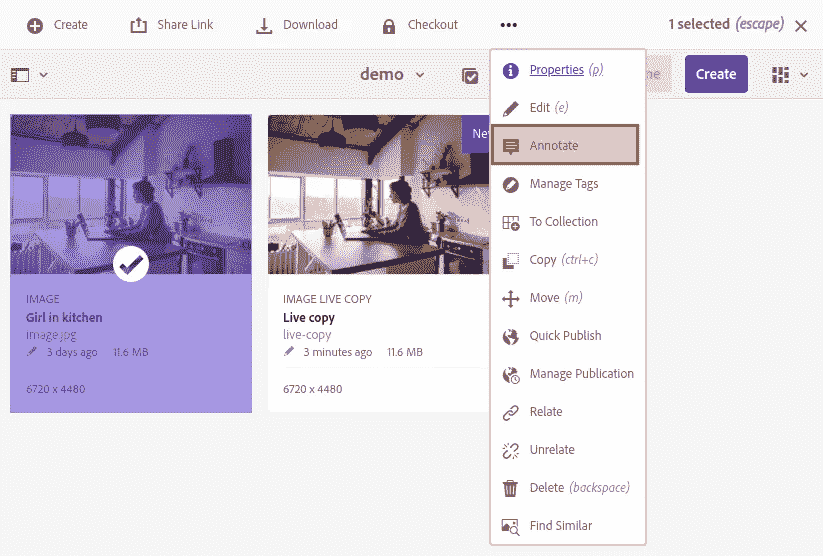 Create
Share Link
Download
Checkout
1 selected (escape)
demo
Create
Properties (p)
Edit (e)
Annotate
Manage Tags
To Collection
Copy (ctrl+c)
Move (m)
Quick Publish
Manage Publication
Relate
Unrelate
Delete (backspace)
Find Similar
IMAGE
Girl in kitchen
image.jpg
3 days ago 11.6 MB
6720 x 4480
IMAGE LIVE COPY
Live copy
live-copy
3 minutes ago 11.6 MB
6720 x 4480